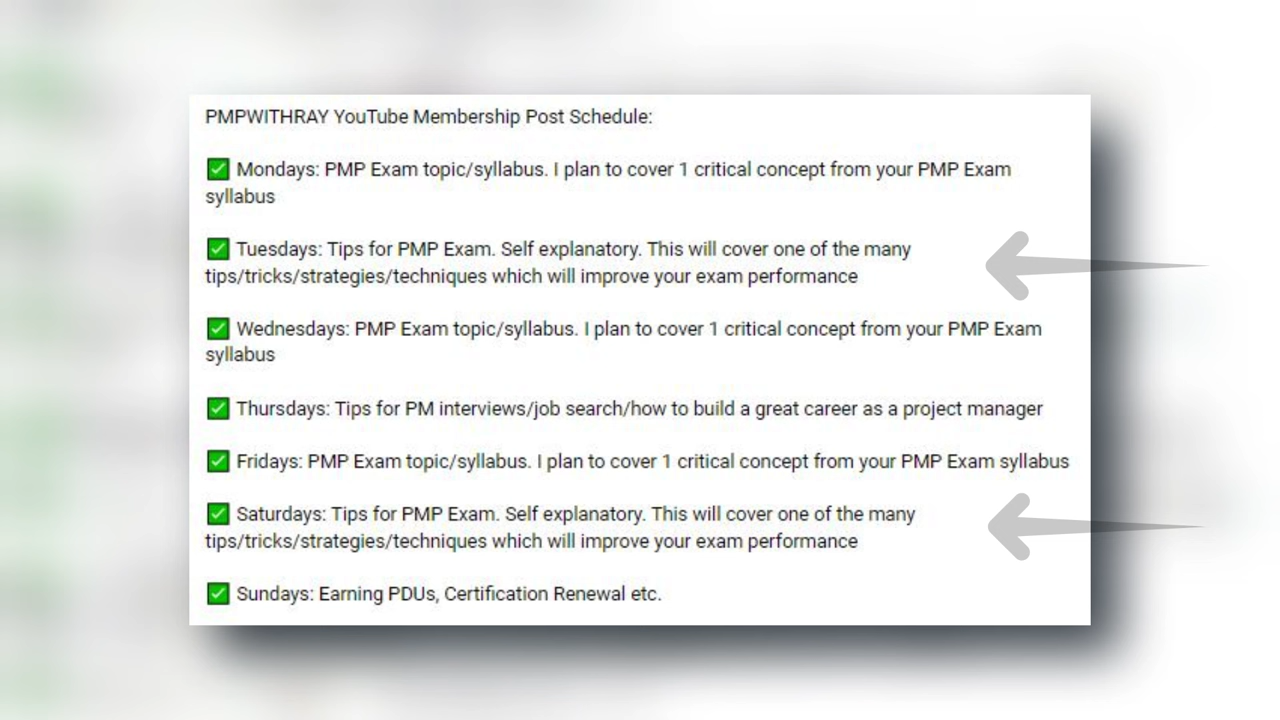 PMPWITHRAY YouTube Membership Post Schedule:
✅ Mondays: PMP Exam topic/syllabus. I plan to cover 1 critical concept from your PMP Exam
syllabus
✅ Tuesdays: Tips for PMP Exam. Self explanatory. This will cover one of the many
tips/tricks/strategies/techniques which will improve your exam performance
✅ Wednesdays: PMP Exam topic/syllabus. I plan to cover 1 critical concept from your PMP Exam
syllabus
✅ Thursdays: Tips for PM interviews/job search/how to build a great career as a project manager
✅ Fridays: PMP Exam topic/syllabus. I plan to cover 1 critical concept from your PMP Exam syllabus
✅ Saturdays: Tips for PMP Exam. Self explanatory. This will cover one of the many
tips/tricks/strategies/techniques which will improve your exam performance
✅ Sundays: Earning PDUs, Certification Renewal etc.